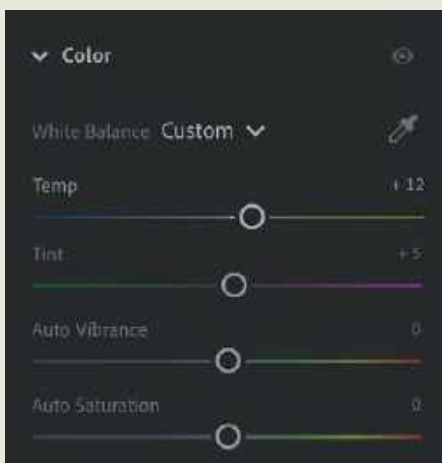 Color
White Balance Custom
Temp +12
Tint +5
Auto Vibrance 0
Auto Saturation 0